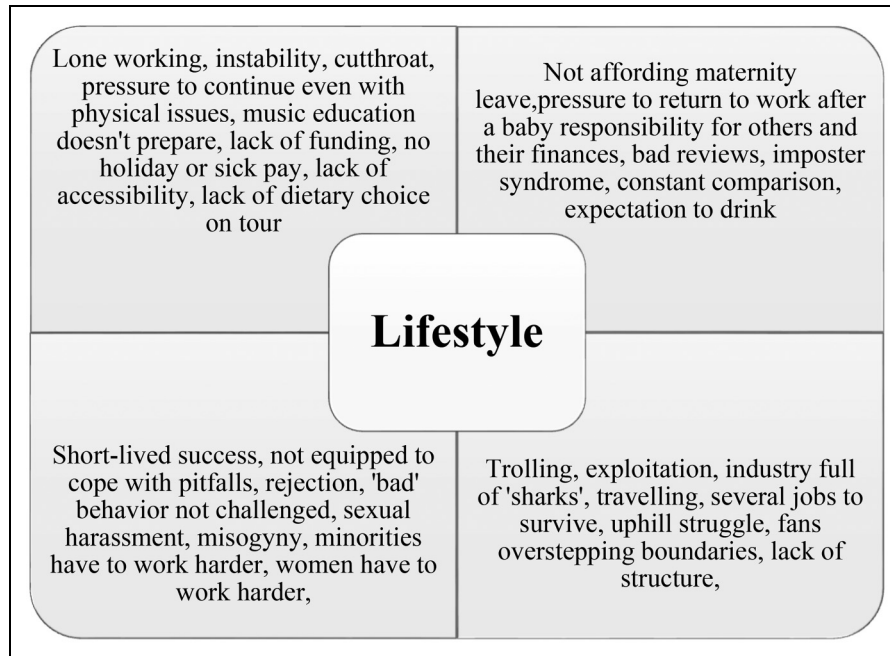 Lone working, instability, cutthroat,
pressure to continue even with
physical issues, music education
doesn't prepare, lack of funding, no
holiday or sick pay, lack of
accessibility, lack of dietary choice
on tour
Not affording maternity
leave,pressure to return to work after
a baby responsibility for others and
their finances, bad reviews, imposter
syndrome, constant comparison,
expectation to drink
Lifestyle
Short-lived success, not equipped to
cope with pitfalls, rejection, 'bad'
behavior not challenged, sexual
harassment, misogyny, minorities
have to work harder, women have to
work harder,
Trolling, exploitation, industry full
of 'sharks', travelling, several jobs to
survive, uphill struggle, fans
overstepping boundaries, lack of
structure,